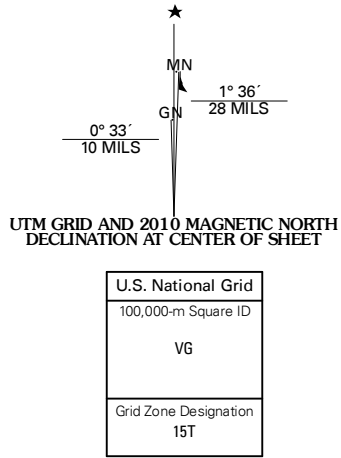 ★
MN
1° 36´
28 MILS
GN
0° 33´
10 MILS
UTM GRID AND 2010 MAGNETIC NORTH
DECLINATION AT CENTER OF SHEET
U.S. National Grid
100,000-m Square ID
VG
Grid Zone Designation
15T